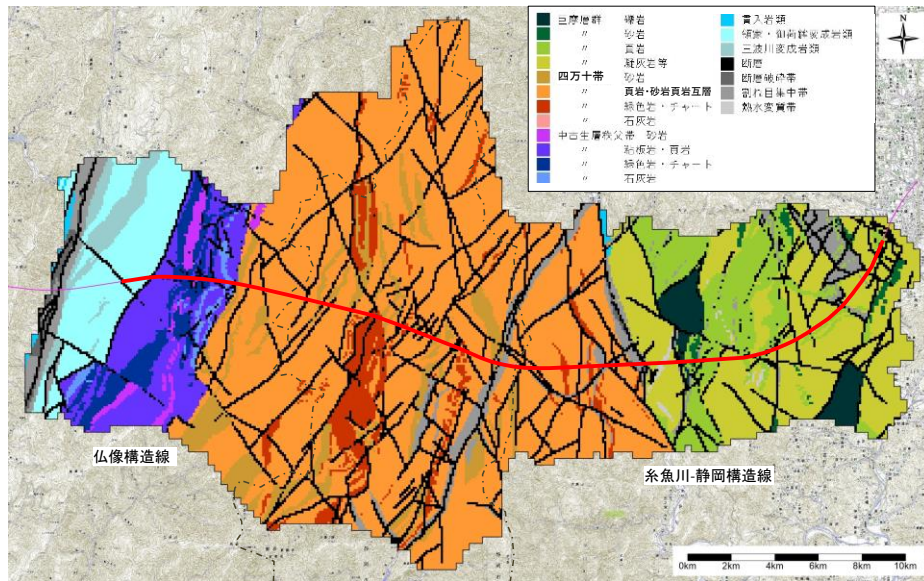 巨摩層群 礫岩
〃 砂岩
〃 頁岩
〃 凝灰岩等
四万十帯 砂岩
〃 頁岩・砂岩頁岩互層
〃 緑色岩・チャート
〃 石灰岩
中古生層秩父帯 砂岩
〃 粘板岩・頁岩
〃 緑色岩・チャート
〃 石灰岩
貫入岩類
領家・御荷鉾変成岩類
三波川変成岩類
断層
断層破砕帯
割れ目集中帯
熱水変質帯
N
仏像構造線
糸魚川-静岡構造線
0km 2km 4km 6km 8km 10km